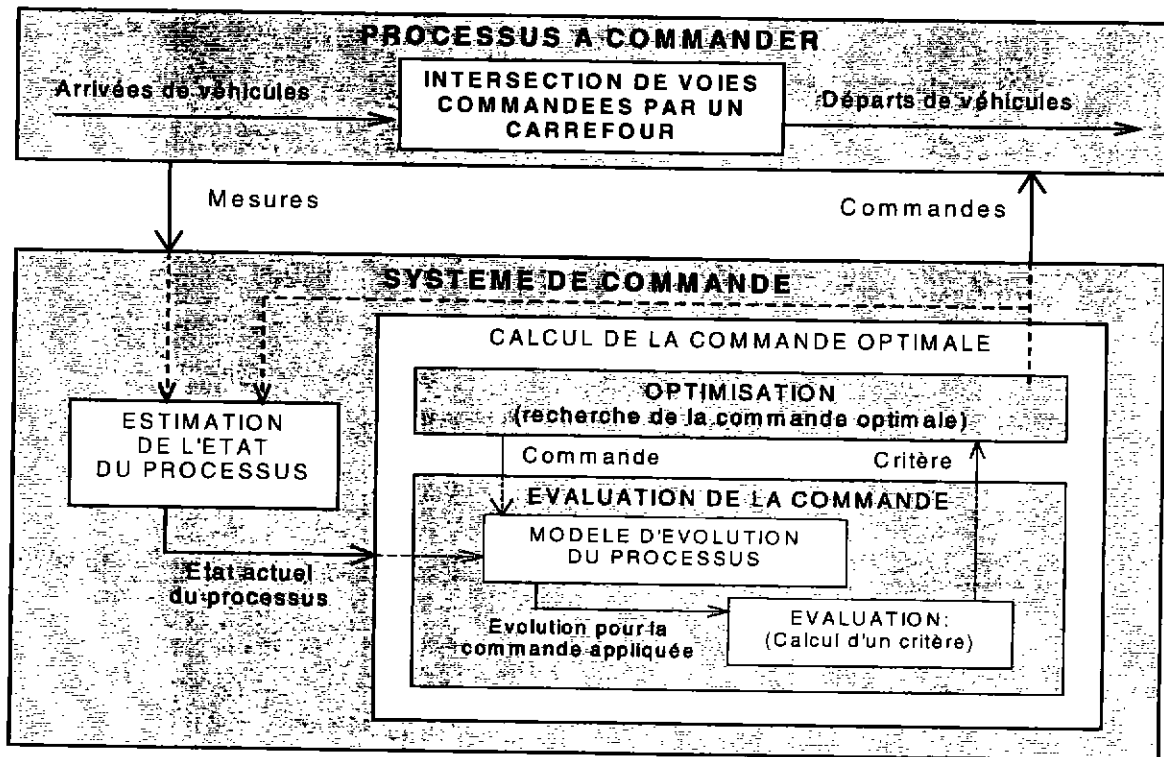 PROCESSUS A COMMANDER
Arrivées de véhicules
INTERSECTION DE VOIES
COMMANDEES PAR UN
CARREFOUR
Départs de véhicules
Mesures
Commandes
SYSTEME DE COMMANDE
CALCUL DE LA COMMANDE OPTIMALE
OPTIMISATION
(recherche de la commande optimale)
ESTIMATION
DE L'ETAT
DU PROCESSUS
Commande
Critère
EVALUATION DE LA COMMANDE
MODELE D'EVOLUTION
DU PROCESSUS
Etat actuel
du processus
Evolution pour la
commande appliquée
EVALUATION:
(Calcul d'un critère)